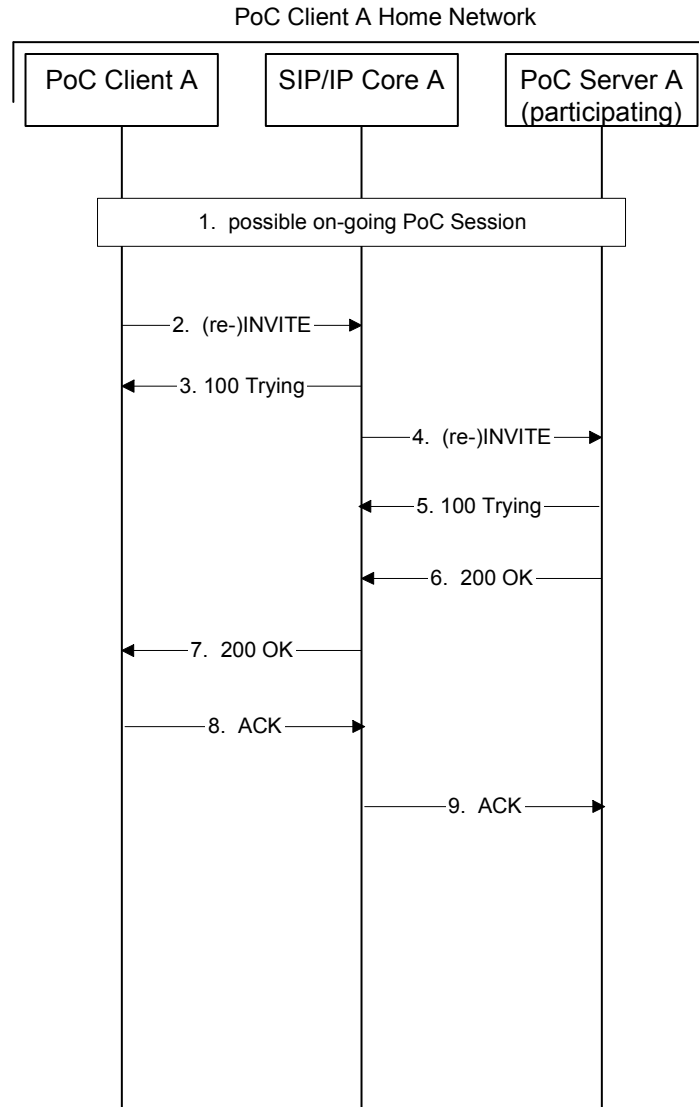 PoC Client A Home Network
PoC Client A
SIP/IP Core A
PoC Server A
(participating)
1. possible on-going PoC Session
2. (re-)INVITE
3. 100 Trying
4. (re-)INVITE
5. 100 Trying
6. 200 OK
7. 200 OK
8. ACK
9. ACK